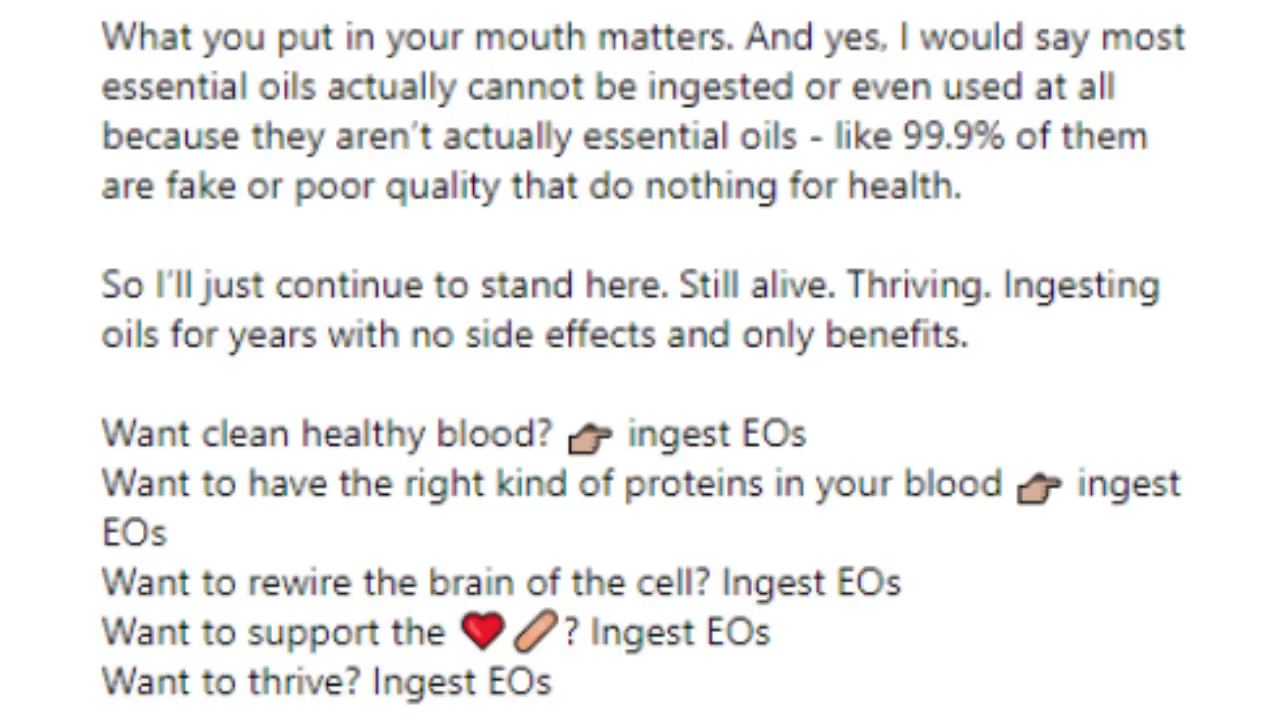 What you put in your mouth matters. And yes, I would say most
essential oils actually cannot be ingested or even used at all
because they aren't actually essential oils - like 99.9% of them
are fake or poor quality that do nothing for health.
So I'll just continue to stand here. Still alive. Thriving. Ingesting
oils for years with no side effects and only benefits.
Want clean healthy blood? 👉🏽 ingest EOs
Want to have the right kind of proteins in your blood 👉🏽 ingest
EOs
Want to rewire the brain of the cell? Ingest EOs
Want to support the ❤️🥖? Ingest EOs
Want to thrive? Ingest EOs